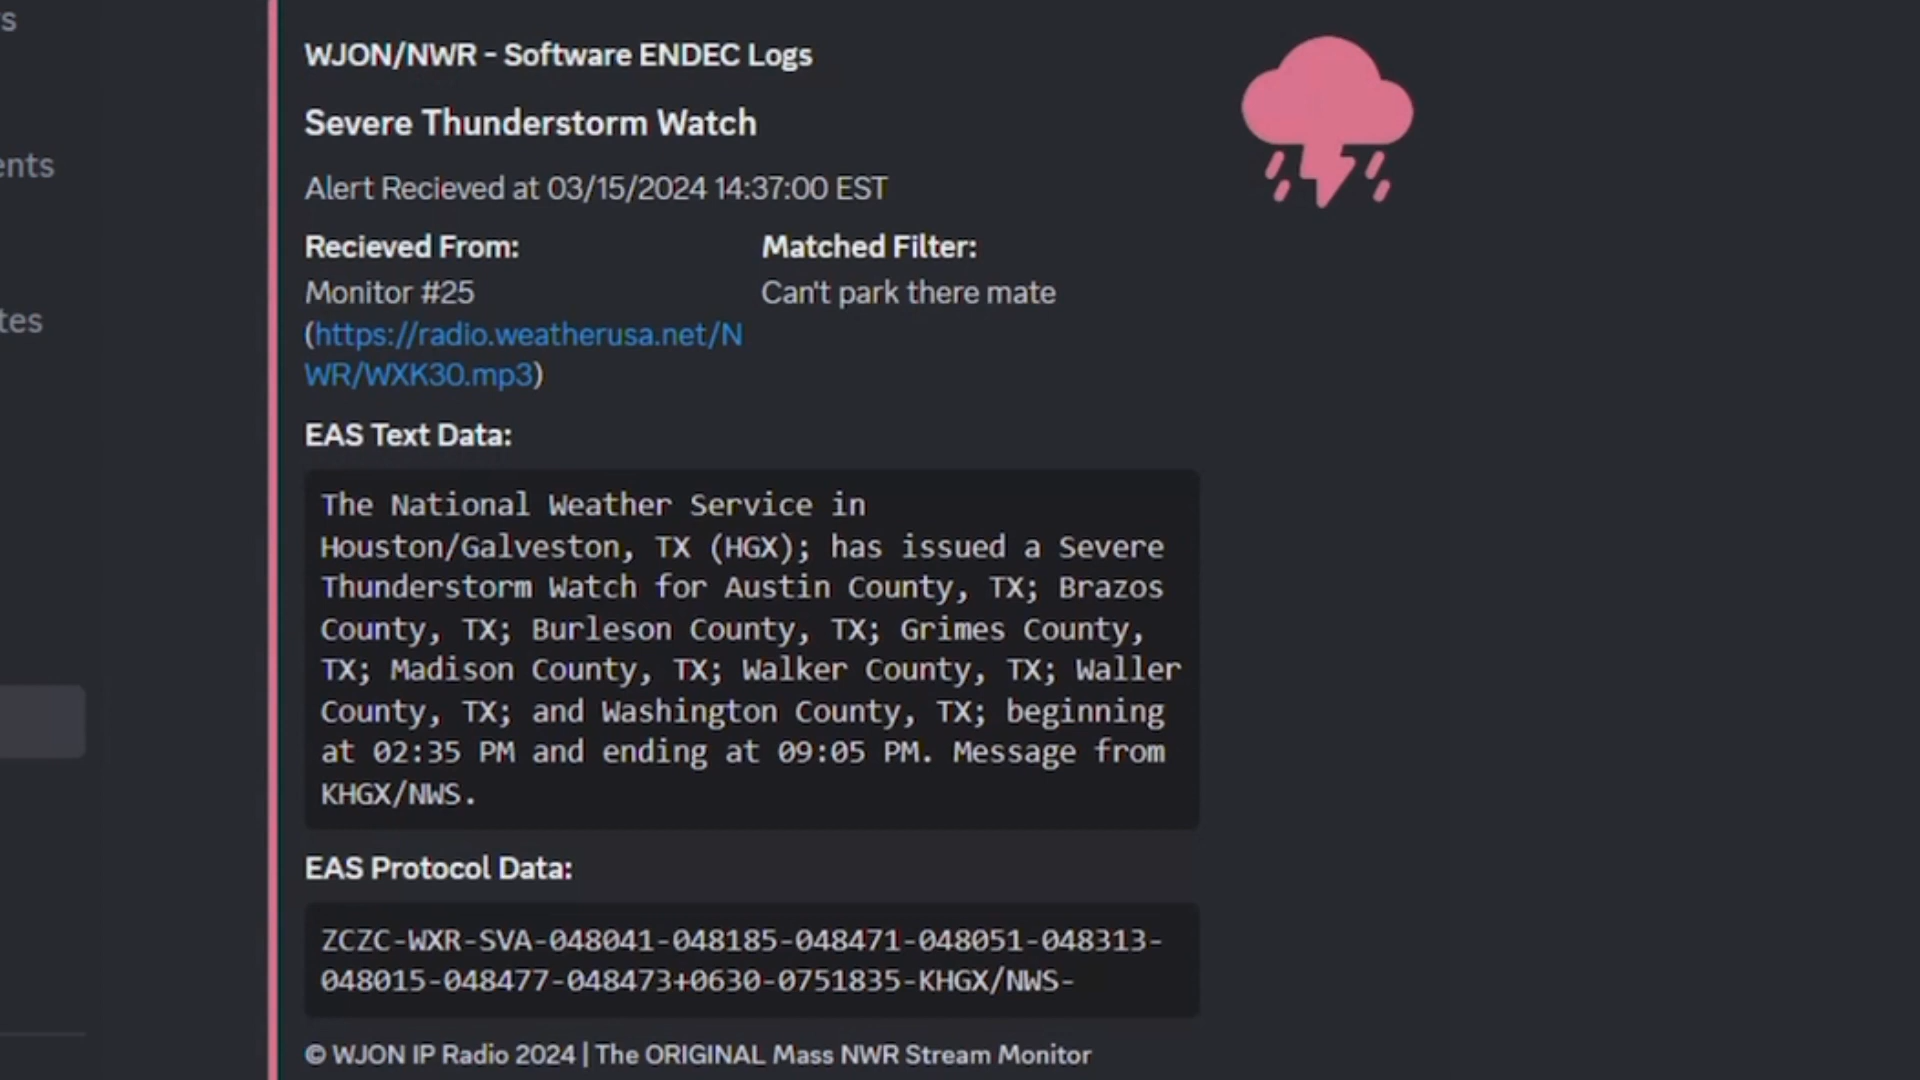 s
WJON/NWR - Software ENDEC Logs
Severe Thunderstorm Watch
ents
Alert Recieved at 03/15/2024 14:37:00 EST
Recieved From:
Matched Filter:
Monitor #25
Can't park there mate
tes
(https://radio.weatherusa.net/N
WR/WXK30.mp3)
EAS Text Data:
The National Weather Service in
Houston/Galveston, TX (HGX); has issued a Severe
Thunderstorm Watch for Austin County, TX; Brazos
County, TX; Burleson County, TX; Grimes County,
TX; Madison County, TX; Walker County, TX; Waller
County, TX; and Washington County, TX; beginning
at 02:35 PM and ending at 09:05 PM. Message from
KHGX/NWS.
EAS Protocol Data:
ZCZC-WXR-SVA-048041-048185-048471-048051-048313-
048015-048477-048473+0630-0751835-KHGX/NWS-
© WJON IP Radio 2024 | The ORIGINAL Mass NWR Stream Monitor